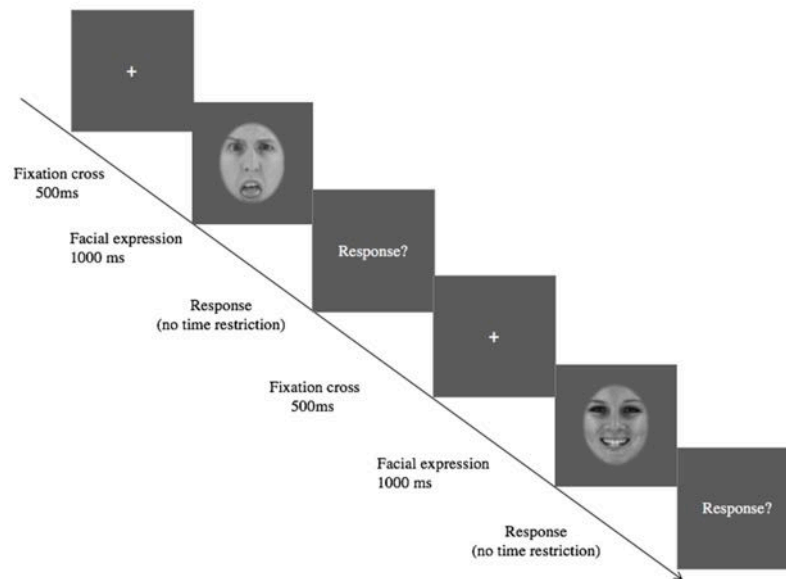 +
Fixation cross
500ms
Facial expression
1000 ms
Response?
Response
(no time restriction)
+
Fixation cross
500ms
Facial expression
1000 ms
Response?
Response
(no time restriction)